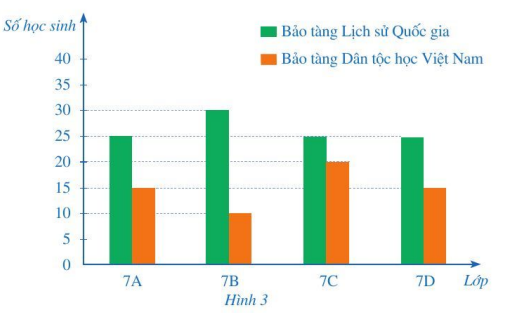 Số học sinh
Bảo tàng Lịch sử Quốc gia
Bảo tàng Dân tộc học Việt Nam
40
35
30
25
20
15
10
5
0
7A 7B 7C 7D Lớp
Hình 3